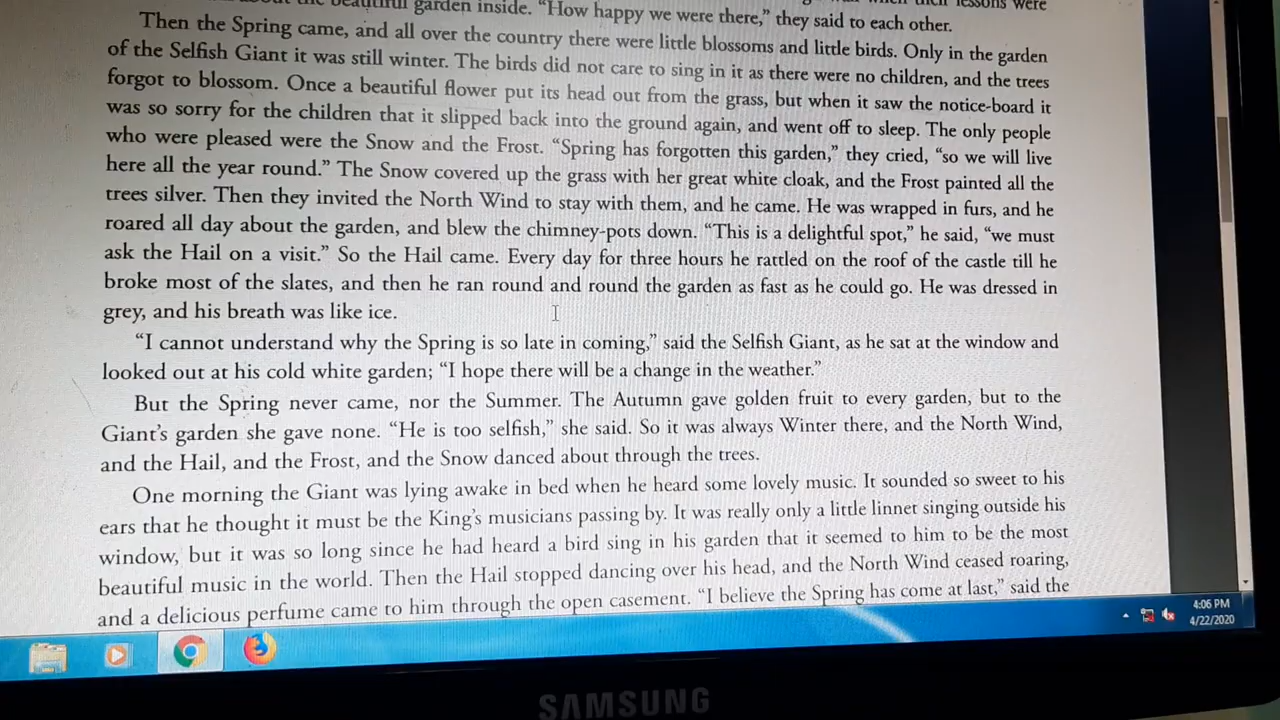 beautiful garden inside. “How happy we were there,” they said to each other.
Then the Spring came, and all over the country there were little blossoms and little birds. Only in the garden
of the Selfish Giant it was still winter. The birds did not care to sing in it as there were no children, and the trees
forgot to blossom. Once a beautiful flower put its head out from the grass, but when it saw the notice-board it
was so sorry for the children that it slipped back into the ground again, and went off to sleep. The only people
who were pleased were the Snow and the Frost. “Spring has forgotten this garden,” they cried, “so we will live
here all the year round.” The Snow covered up the grass with her great white cloak, and the Frost painted all the
trees silver. Then they invited the North Wind to stay with them, and he came. He was wrapped in furs, and he
roared all day about the garden, and blew the chimney-pots down. “This is a delightful spot,” he said, “we must
ask the Hail on a visit.” So the Hail came. Every day for three hours he rattled on the roof of the castle till he
broke most of the slates, and then he ran round and round the garden as fast as he could go. He was dressed in
grey, and his breath was like ice.
“I cannot understand why the Spring is so late in coming,” said the Selfish Giant, as he sat at the window and
looked out at his cold white garden; “I hope there will be a change in the weather.”
But the Spring never came, nor the Summer. The Autumn gave golden fruit to every garden, but to the
Giant’s garden she gave none. “He is too selfish,” she said. So it was always Winter there, and the North Wind,
and the Hail, and the Frost, and the Snow danced about through the trees.
One morning the Giant was lying awake in bed when he heard some lovely music. It sounded so sweet to his
ears that he thought it must be the King’s musicians passing by. It was really only a little linnet singing outside his
window, but it was so long since he had heard a bird sing in his garden that it seemed to him to be the most
beautiful music in the world. Then the Hail stopped dancing over his head, and the North Wind ceased roaring,
and a delicious perfume came to him through the open casement. “I believe the Spring has come at last,” said the
4:06 PM
4/22/2020
SAMSUNG